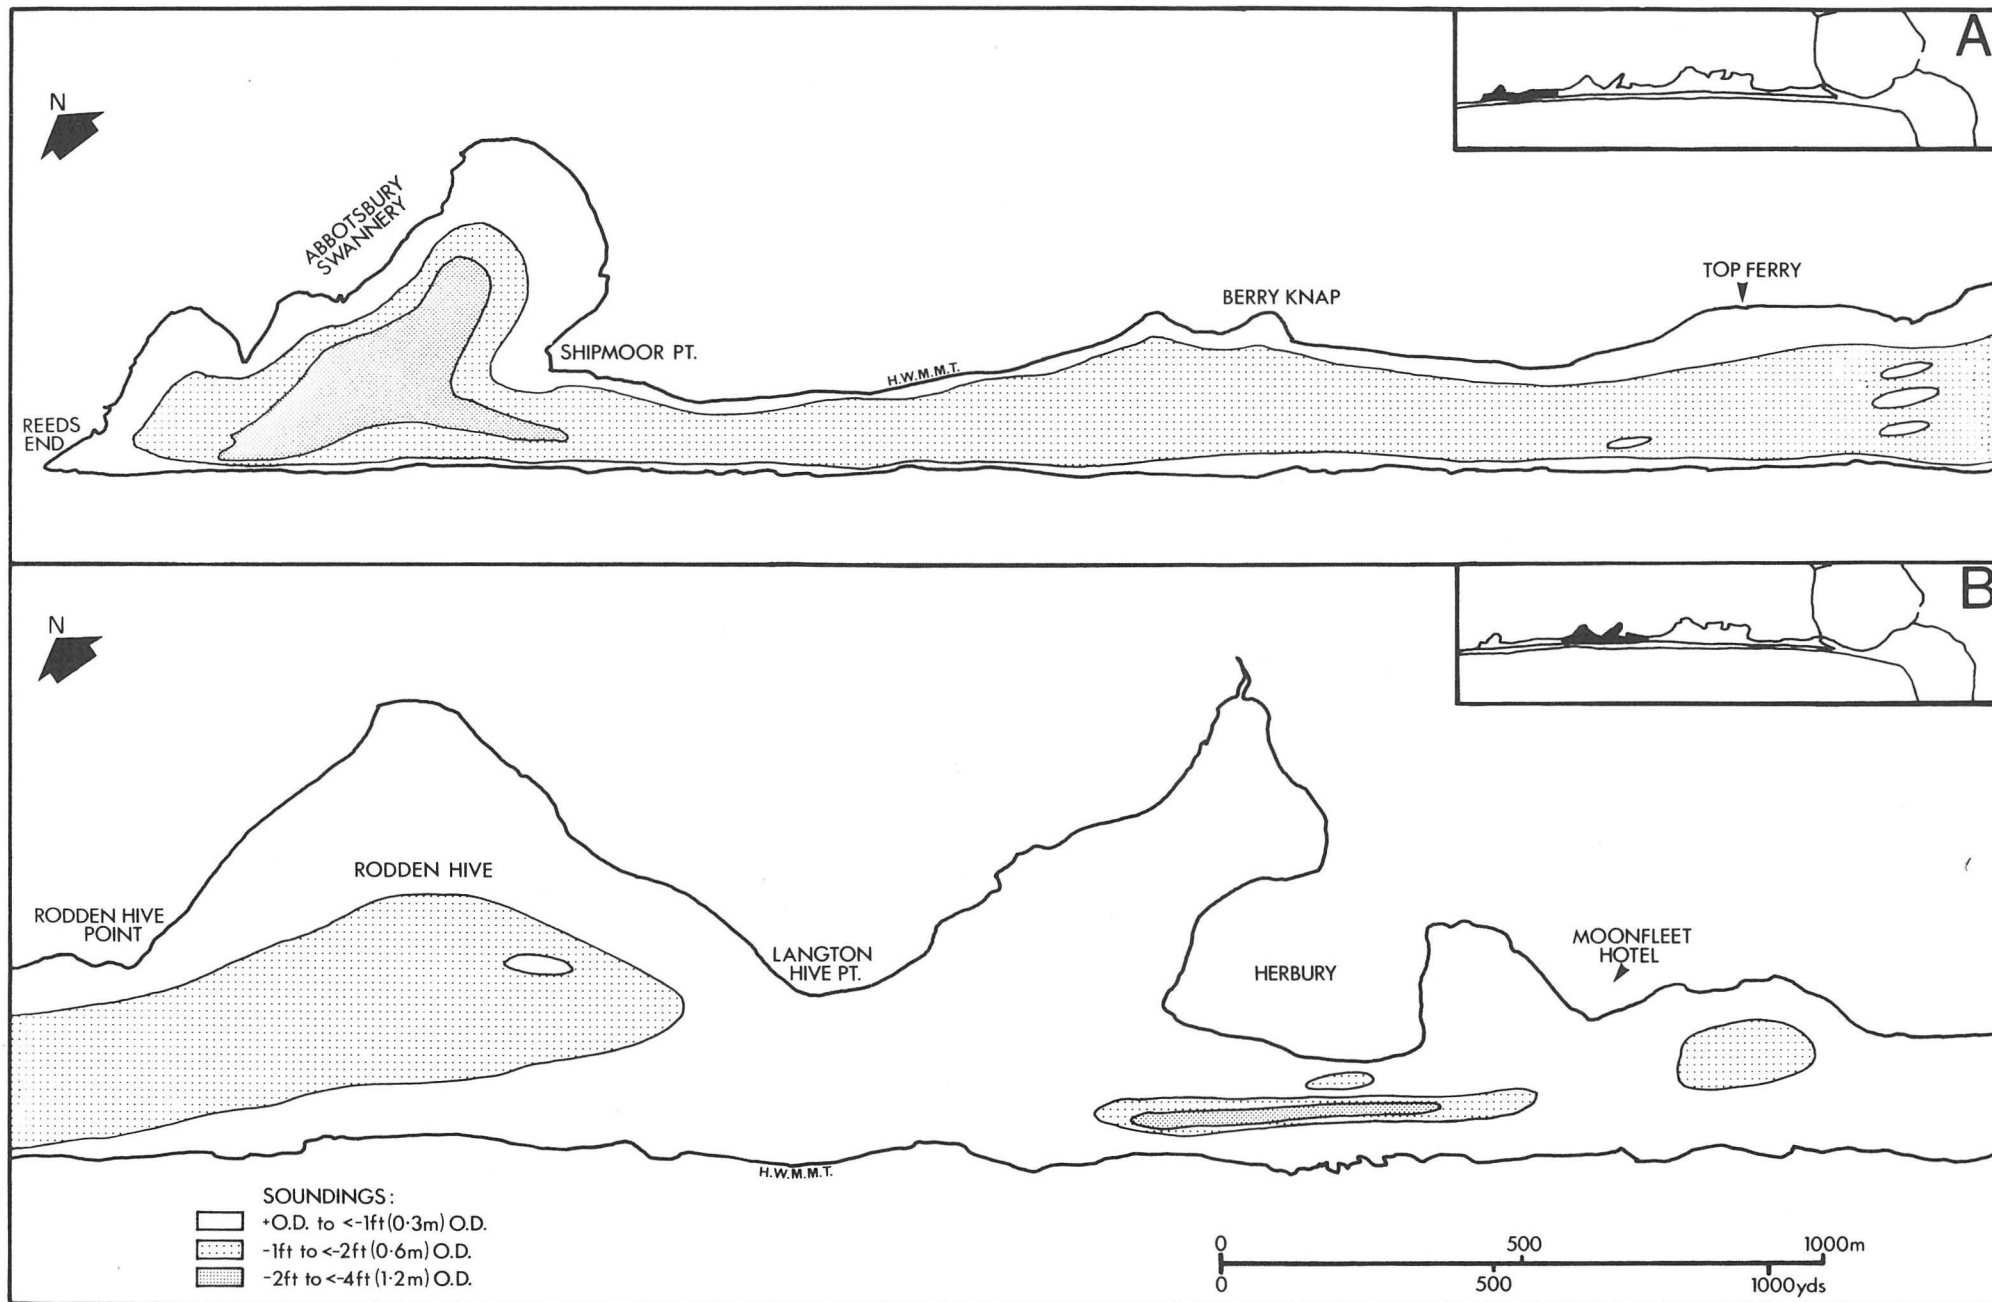 A
N
ABBOTSBURY
SWANNERY
REEDS
END
SHIPMOOR PT.
H.W.M.M.T.
BERRY KNAP
TOP FERRY
B
N
RODDEN HIVE
POINT
RODDEN HIVE
LANGTON
HIVE PT.
HERBURY
MOONFLEET
HOTEL
H.W.M.M.T.
SOUNDINGS:
+O.D. to <-1ft(0·3m) O.D.
-1ft to <-2ft(0·6m) O.D.
-2ft to <-4ft(1·2m) O.D.
0 500 1000m
0 500 1000yds